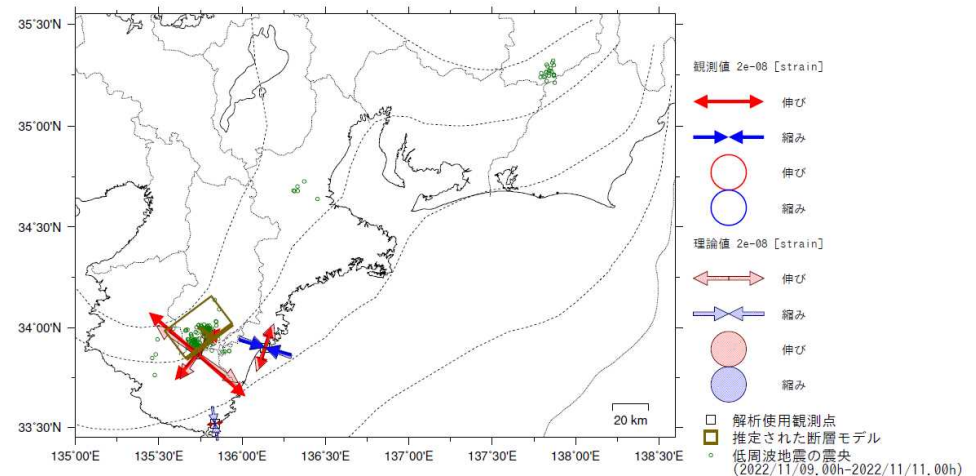 35°30'N
35°00'N
34°30'N
34°00'N
33°30'N
135°00'E
135°30'E
136°00'E
136°30'E
137°00'E
137°30'E
138°00'E
138°30'E
20 km
観測値 2e-08 [strain]
伸び
縮み
伸び
縮み
理論値 2e-08 [strain]
伸び
縮み
伸び
縮み
解析使用観測点
推定された断層モデル
低周波地震の震央
(2022/11/09.00h-2022/11/11.00h)